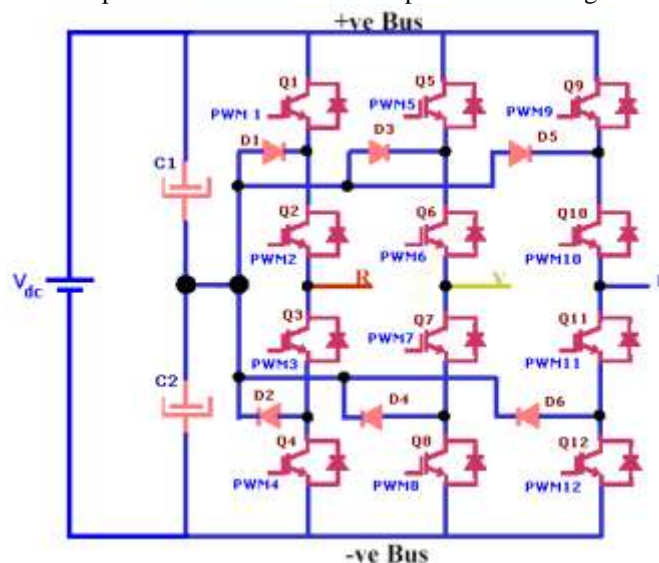 +ve Bus
Q1 Q5 Q9
PWM 1 PWM5 PWM9
D1 D3 D5
C1
Q2 Q6 Q10
PWM2 PWM6 PWM10
R Y
Vdc
Q3 Q7 Q11
PWM3 PWM7 PWM11
C2
D2 D4 D6
Q4 Q8 Q12
PWM4 PWM8 PWM12
-ve Bus